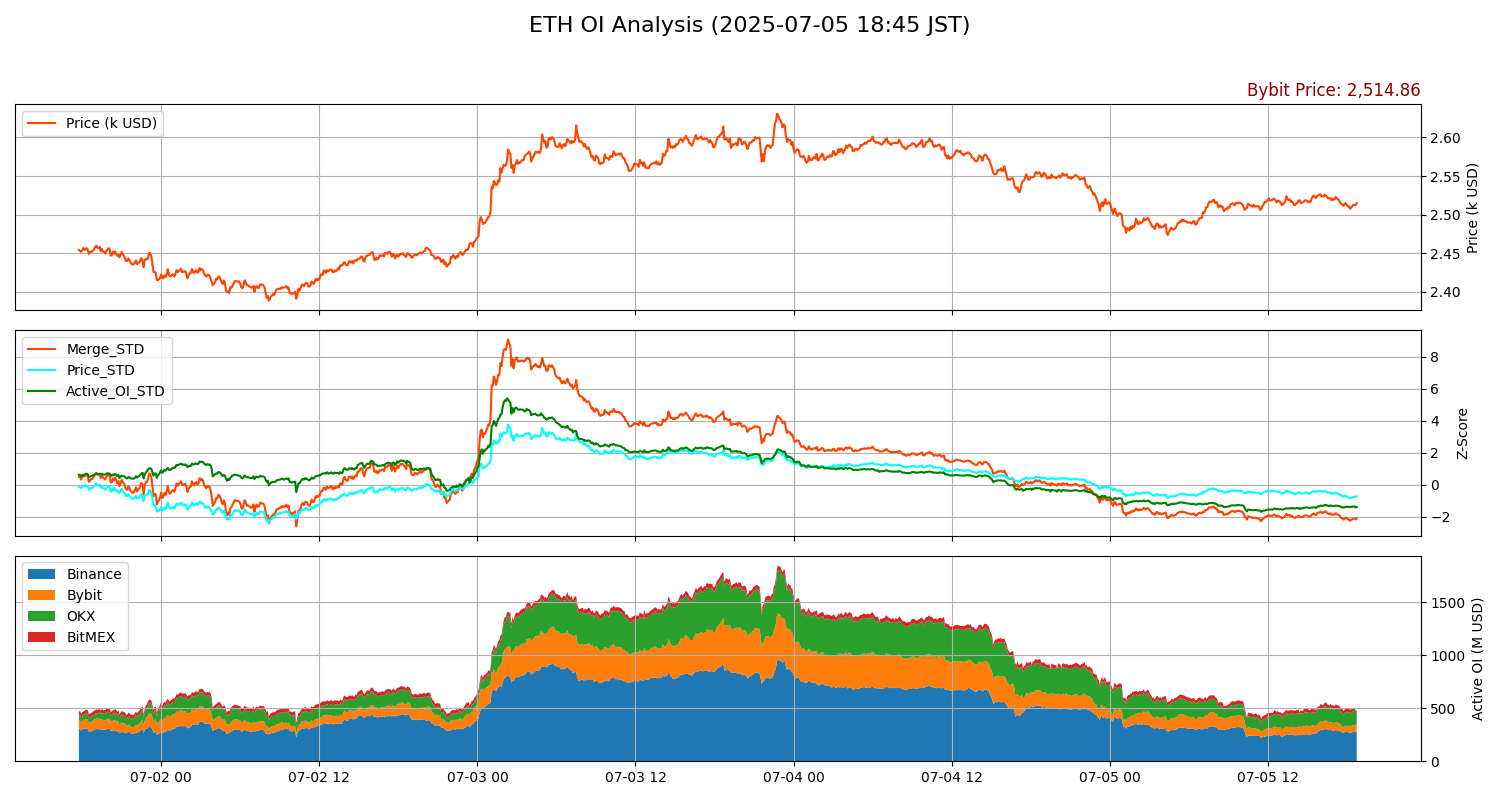 ETH OI Analysis (2025-07-05 18:45 JST)
Bybit Price: 2,514.86
Price (k USD)
2.60
2.55
2.50
2.45
2.40
Price (k USD)
Merge_STD
Price_STD
Active_OI_STD
8
6
4
2
0
−2
Z-Score
Binance
Bybit
OKX
BitMEX
1500
1000
500
0
Active OI (M USD)
07-02 00 07-02 12 07-03 00 07-03 12 07-04 00 07-04 12 07-05 00 07-05 12